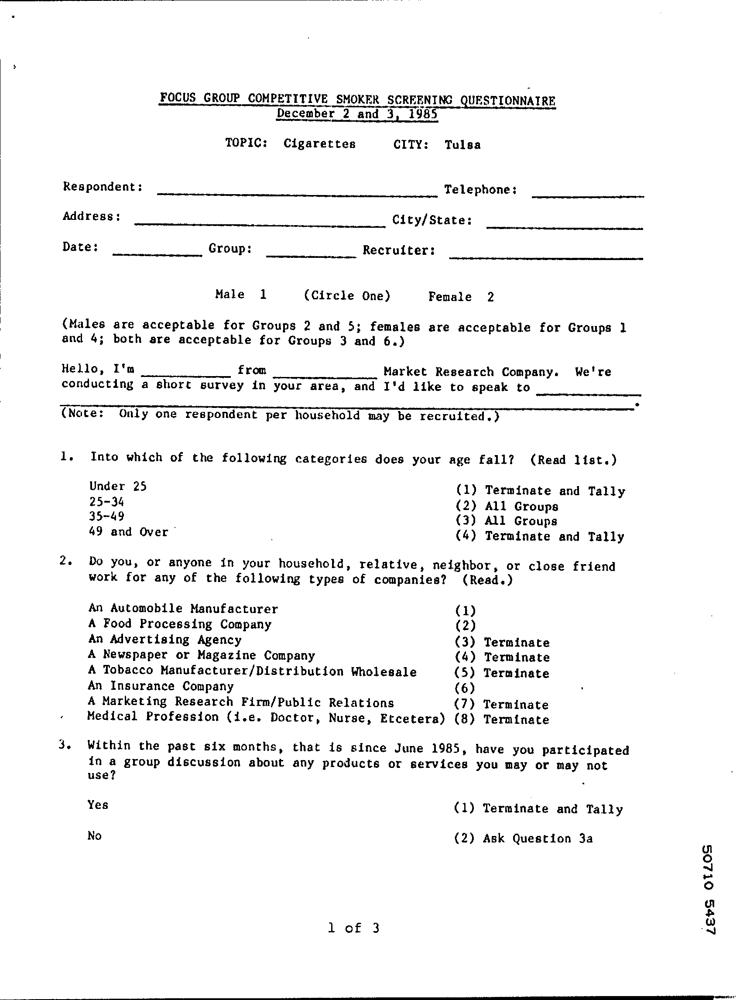 FOCUS GROUP COMPETITIVE SMOKER SCREENING QUESTIONNAIRE
December 2 and 3, 1985
TOPIC: Cigarettes CITY: Tulsa
Respondent: ____________ Telephone: ____________
Address: ____________ City/State: ____________
Date: ____________ Group: ____________ Recruiter: ____________
Male 1 (Circle One) Female 2
(Males are acceptable for Groups 2 and 5; females are acceptable for Groups 1
and 4; both are acceptable for Groups 3 and 6.)
Hello, I'm ____________ from ____________ Market Research Company. We're
conducting a short survey in your area, and I'd like to speak to ____________
____________.
(Note: Only one respondent per household may be recruited.)
1. Into which of the following categories does your age fall? (Read list.)
Under 25 (1) Terminate and Tally
25-34 (2) All Groups
35-49 (3) All Groups
49 and Over (4) Terminate and Tally
2. Do you, or anyone in your household, relative, neighbor, or close friend
work for any of the following types of companies? (Read.)
An Automobile Manufacturer (1)
A Food Processing Company (2)
An Advertising Agency (3) Terminate
A Newspaper or Magazine Company (4) Terminate
A Tobacco Manufacturer/Distribution Wholesale (5) Terminate
An Insurance Company (6)
A Marketing Research Firm/Public Relations (7) Terminate
Medical Profession (i.e. Doctor, Nurse, Etcetera) (8) Terminate
3. Within the past six months, that is since June 1985, have you participated
in a group discussion about any products or services you may or may not
use?
Yes (1) Terminate and Tally
No (2) Ask Question 3a
1 of 3
50710 5437